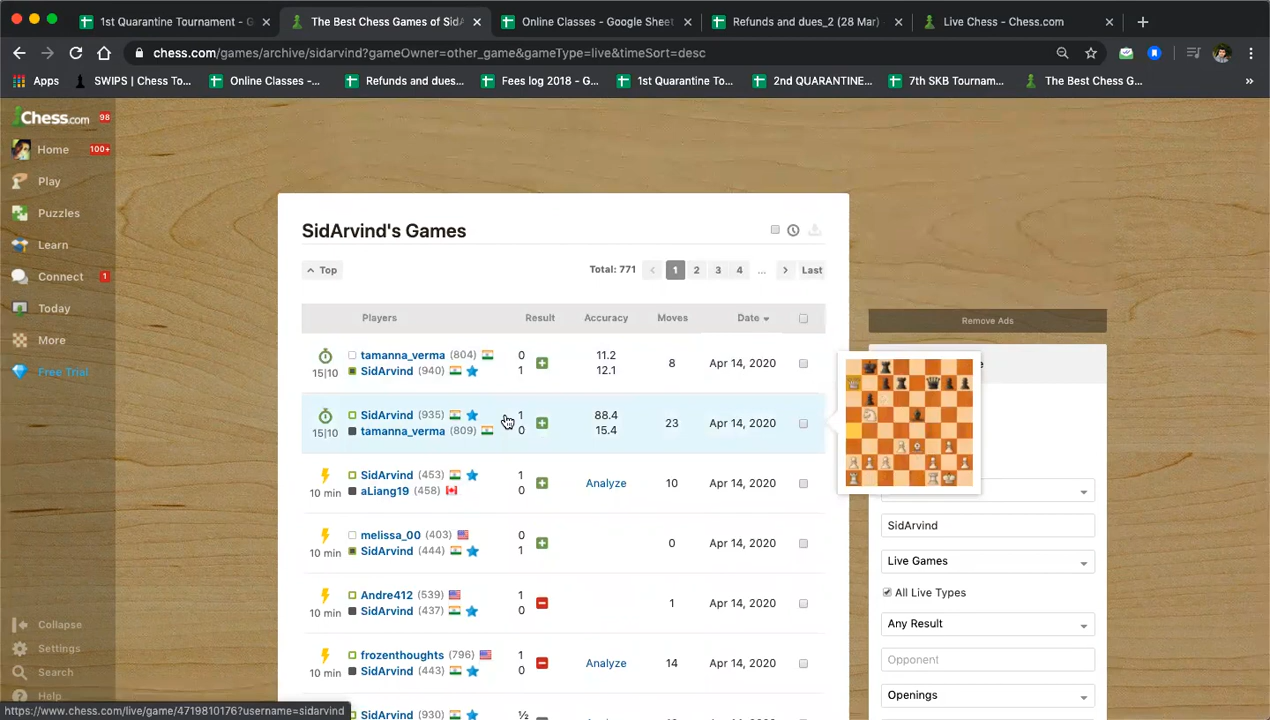 1st Quarantine Tournament - G
The Best Chess Games of SidA
Online Classes - Google Sheet
Refunds and dues_2 (28 Mar) -
Live Chess - Chess.com
chess.com/games/archive/sidarvind?gameOwner=other_game&gameType=live&timeSort=desc
Apps
SWIPS | Chess To...
Online Classes -...
Refunds and dues...
Fees log 2018 - G...
1st Quarantine To...
2nd QUARANTINE...
7th SKB Tournam...
The Best Chess G...
»
Chess.com 98
Home 100+
Play
Puzzles
Learn
Connect 1
Today
More
Free Trial
Collapse
Settings
Search
Help
SidArvind's Games
Top
Total: 771 < 1 2 3 4 ... > Last
Players Result Accuracy Moves Date
tamanna_verma (804) 0 11.2
15|10 SidArvind (940) 1 12.1 8 Apr 14, 2020
SidArvind (935) 1 88.4
15|10 tamanna_verma (809) 0 15.4 23 Apr 14, 2020
SidArvind (453) 1
10 min aLiang19 (458) 0 Analyze 10 Apr 14, 2020
melissa_00 (403) 0
10 min SidArvind (444) 1 0 Apr 14, 2020
Andre412 (539) 1
10 min SidArvind (437) 0 1 Apr 14, 2020
frozenthoughts (796) 1
10 min SidArvind (443) 0 Analyze 14 Apr 14, 2020
SidArvind (930) ½
Remove Ads
SidArvind
Live Games
All Live Types
Any Result
Opponent
Openings
https://www.chess.com/live/game/4719810176?username=sidarvind